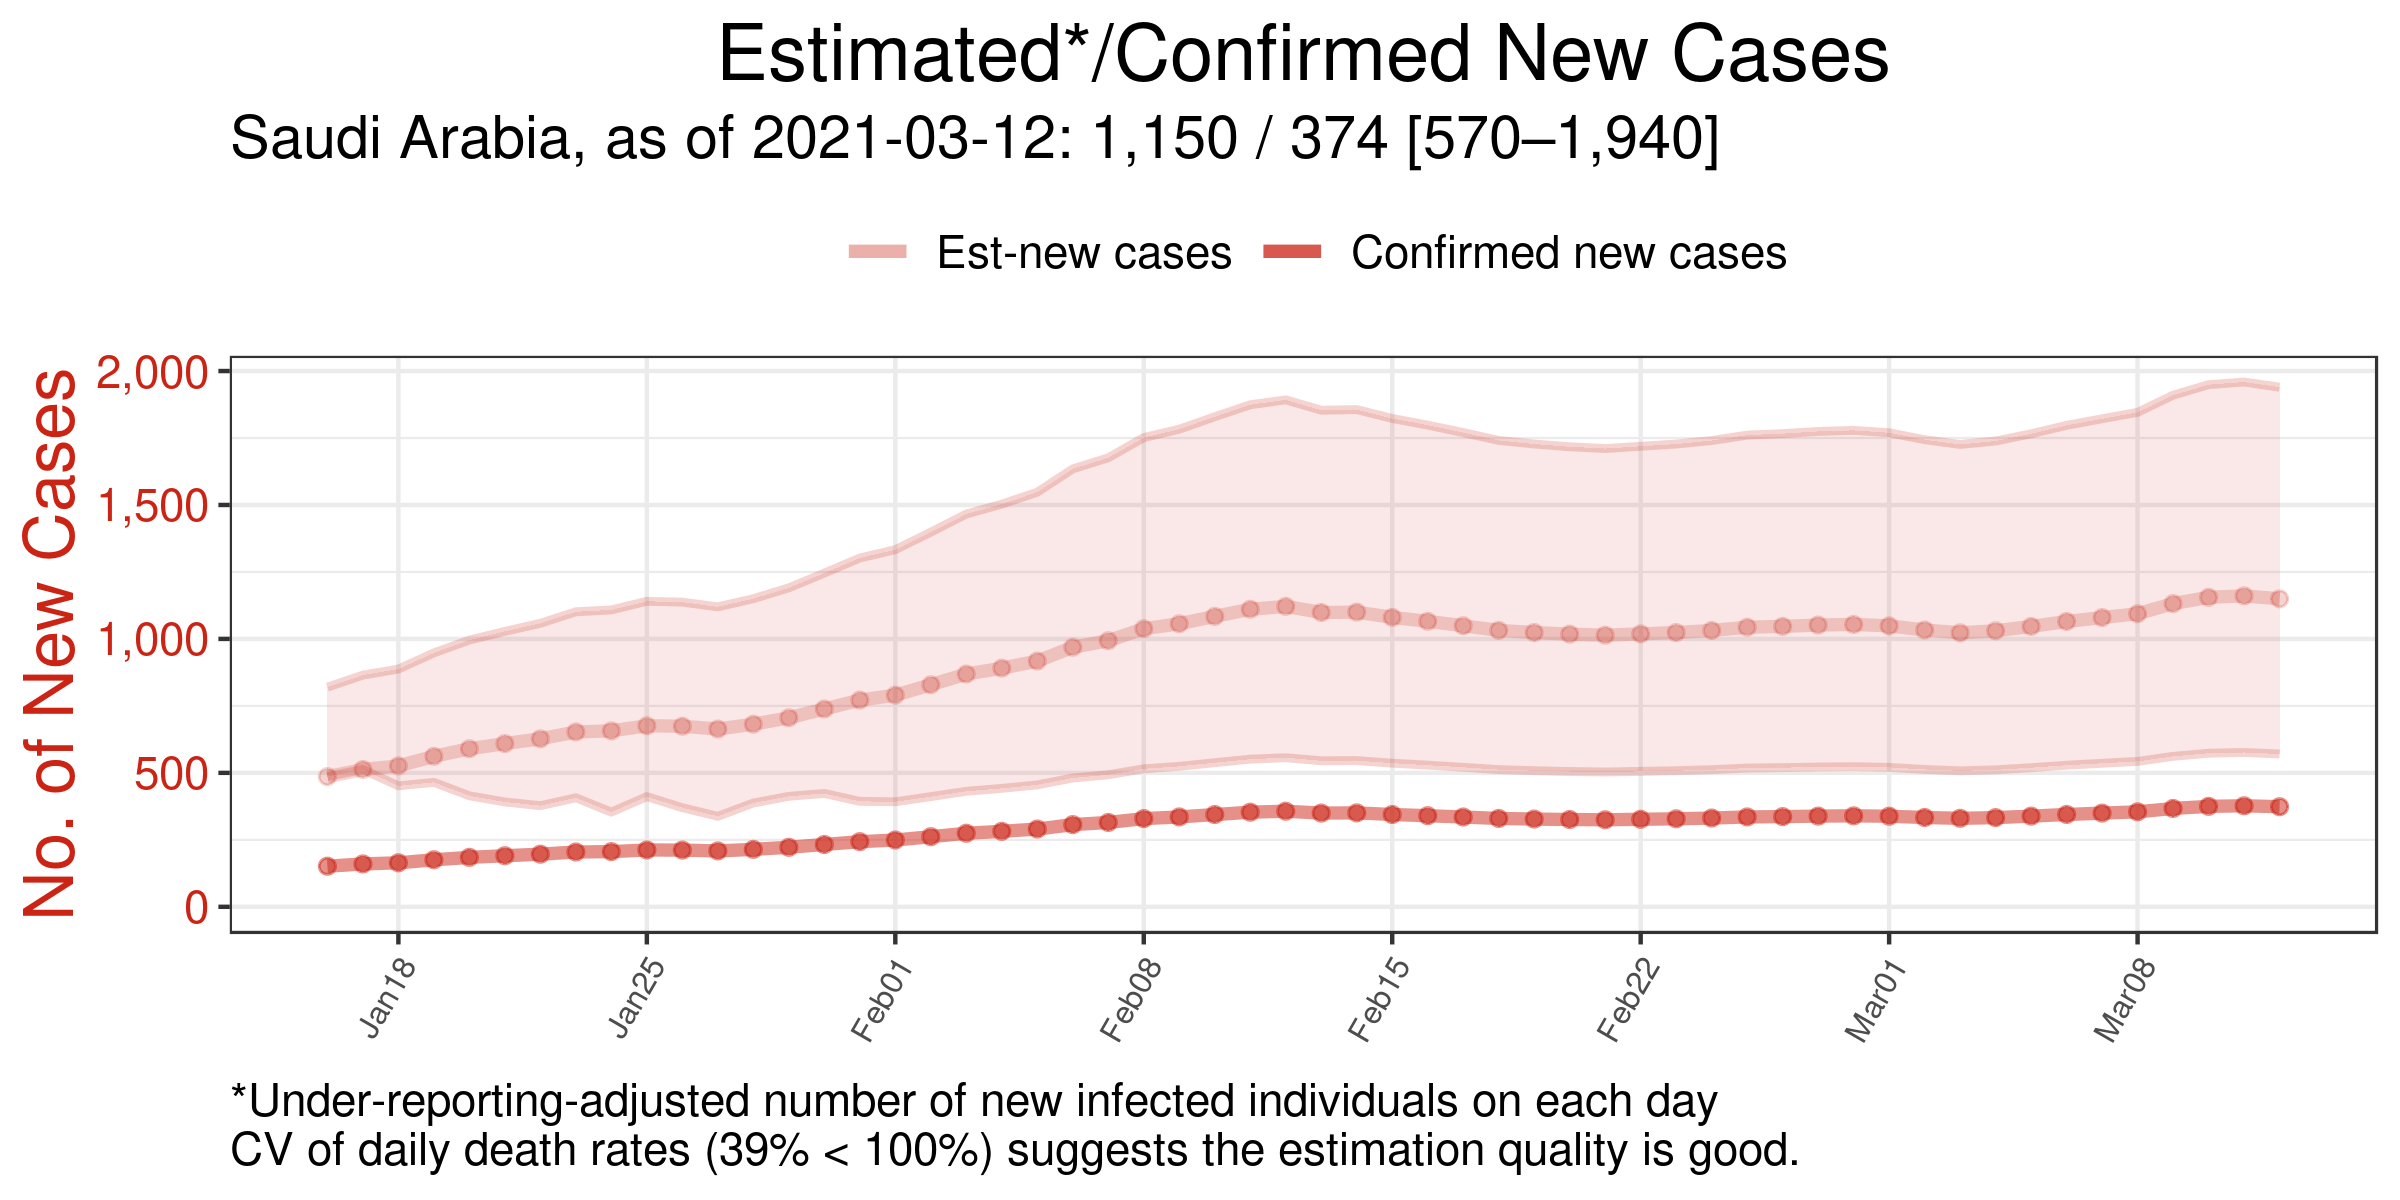 Estimated*/Confirmed New Cases
Saudi Arabia, as of 2021-03-12: 1,150 / 374 [570–1,940]
Est-new cases
Confirmed new cases
No. of New Cases
2,000
1,500
1,000
500
0
Jan18
Jan25
Feb01
Feb08
Feb15
Feb22
Mar01
Mar08
*Under-reporting-adjusted number of new infected individuals on each day
CV of daily death rates (39% < 100%) suggests the estimation quality is good.